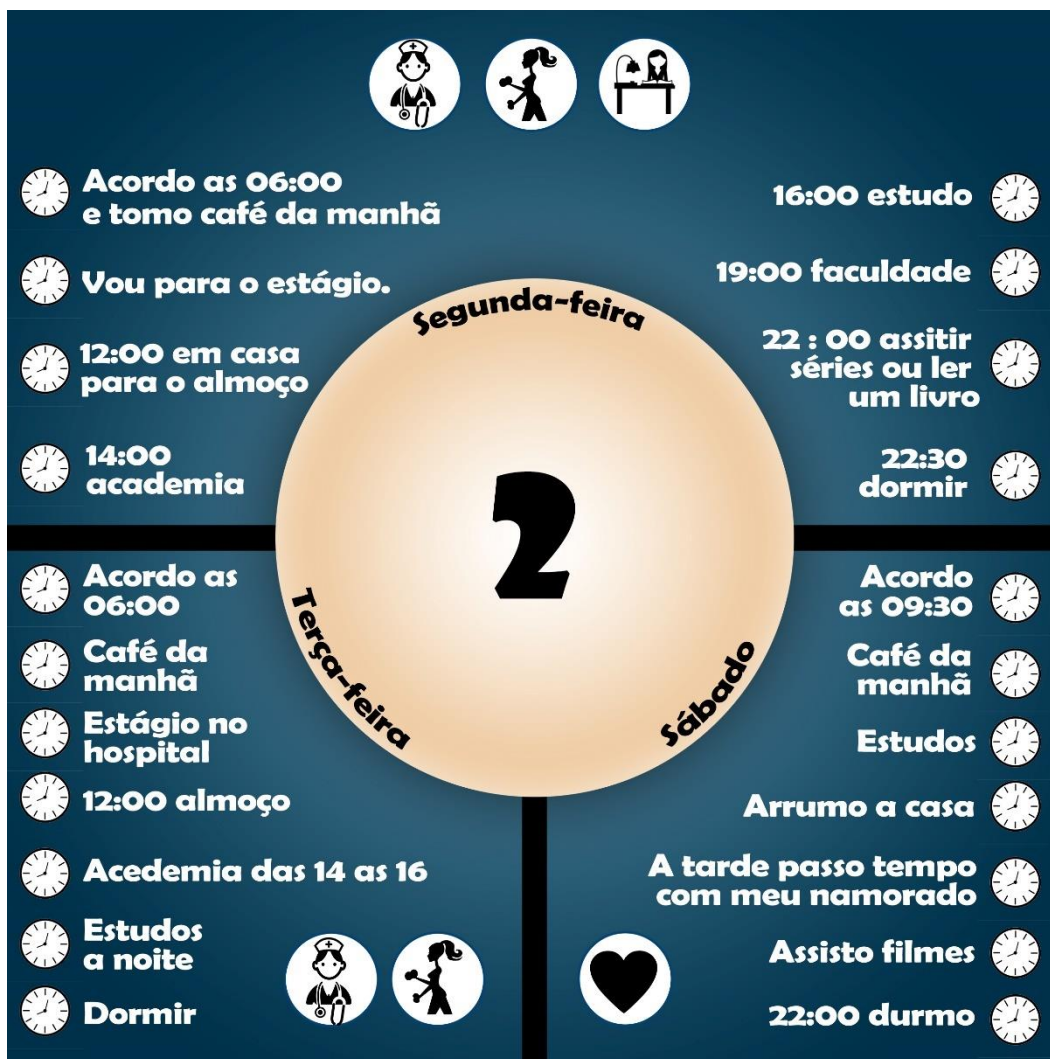 Acordo as 06:00
e tomo café da manhã
Vou para o estágio.
12:00 em casa
para o almoço
14:00
academia
16:00 estudo
19:00 faculdade
22 : 00 assitir
séries ou ler
um livro
22:30
dormir
Segunda-feira
2
Terça-feira
Sábado
Acordo as
06:00
Café da
manhã
Estágio no
hospital
12:00 almoço
Acedemia das 14 as 16
Estudos
a noite
Dormir
Acordo
as 09:30
Café da
manhã
Estudos
Arrumo a casa
A tarde passo tempo
com meu namorado
Assisto filmes
22:00 durmo